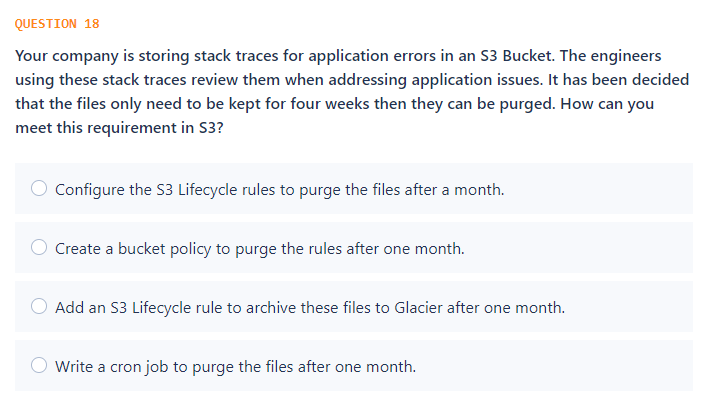 QUESTION 18
Your company is storing stack traces for application errors in an S3 Bucket. The engineers
using these stack traces review them when addressing application issues. It has been decided
that the files only need to be kept for four weeks then they can be purged. How can you
meet this requirement in S3?
Configure the S3 Lifecycle rules to purge the files after a month.
Create a bucket policy to purge the rules after one month.
Add an S3 Lifecycle rule to archive these files to Glacier after one month.
Write a cron job to purge the files after one month.